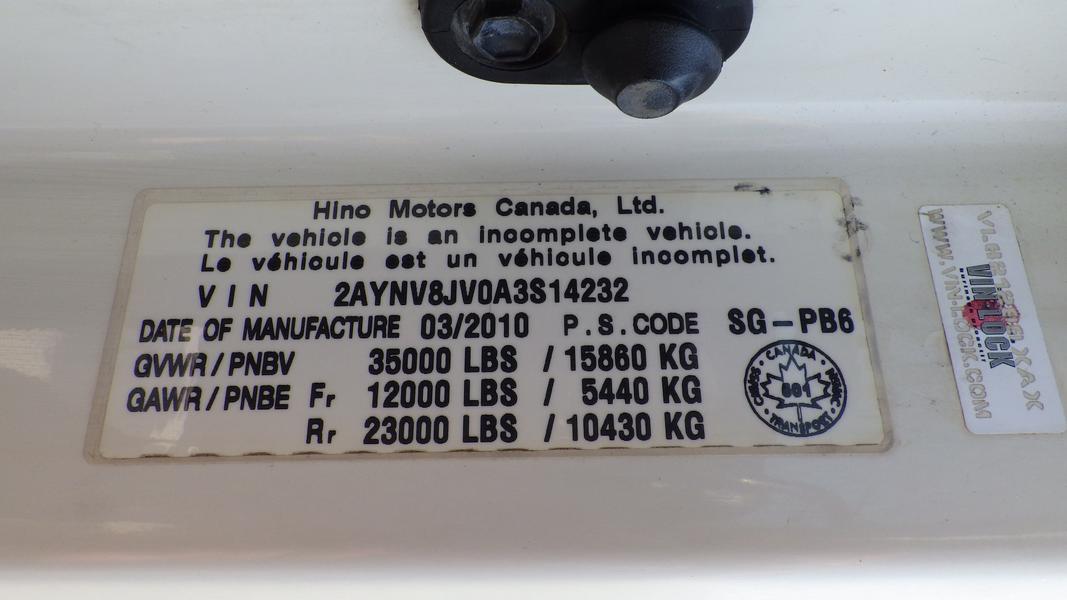 Hino Motors Canada, Ltd.
The vehicle is an incomplete vehicle.
Le véhicule est un véhicule incomplet.
VIN 2AYNV8JV0A3S14232
DATE OF MANUFACTURE 03/2010 P.S.CODE SG-PB6
GVWR/PNBV 35000 LBS / 15860 KG
GAWR/PNBE Fr 12000 LBS / 5440 KG
Rr 23000 LBS / 10430 KG
CANADA
801
TRANSPORT
VINLOCK
WWW.VIN-LOCK.COM